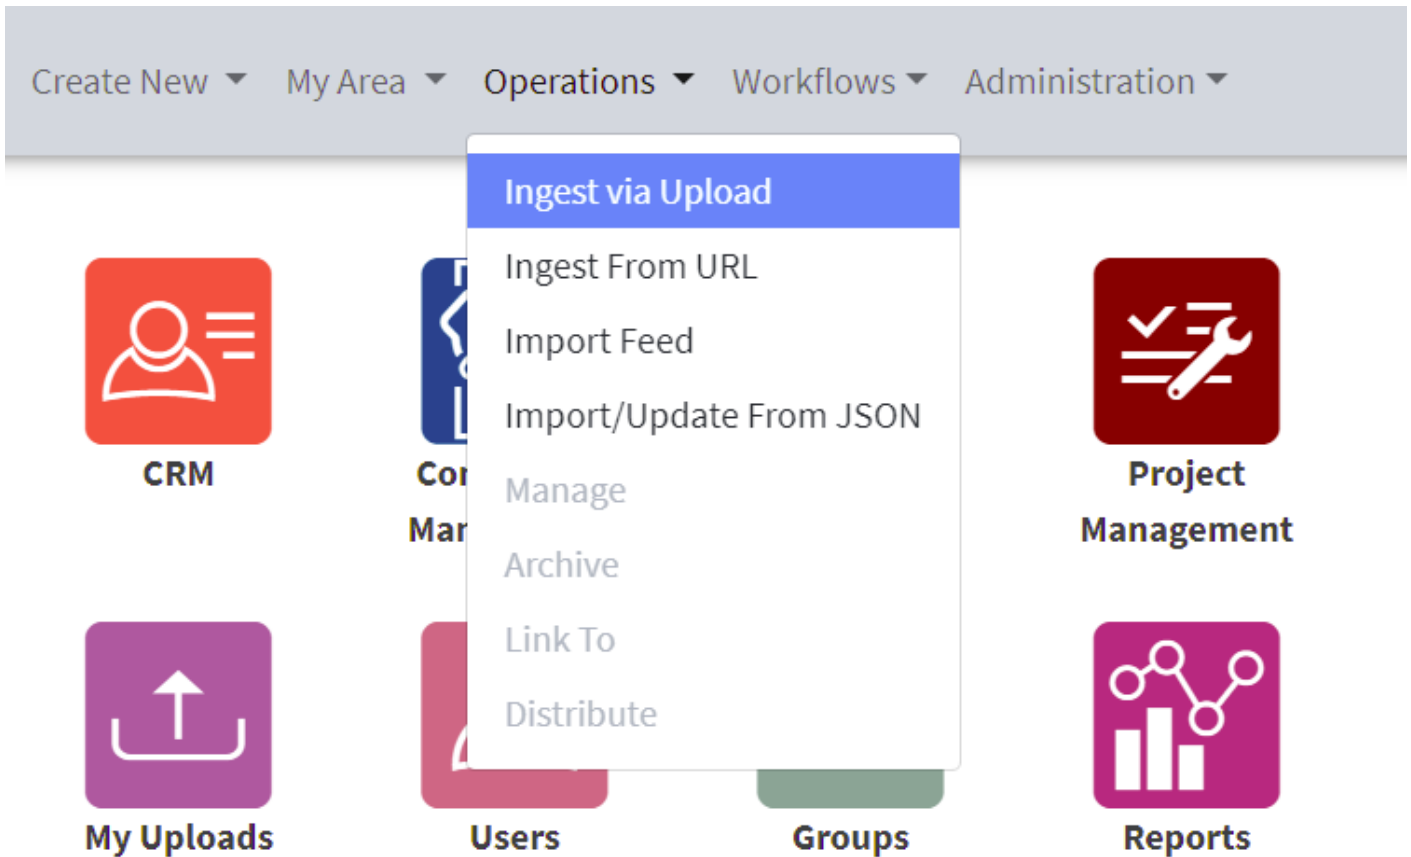 Create New My Area Operations Workflows Administration
Ingest via Upload
Ingest From URL
Import Feed
Import/Update From JSON
Manage
Archive
Link To
Distribute
CRM
Project
Management
My Uploads Users Groups Reports